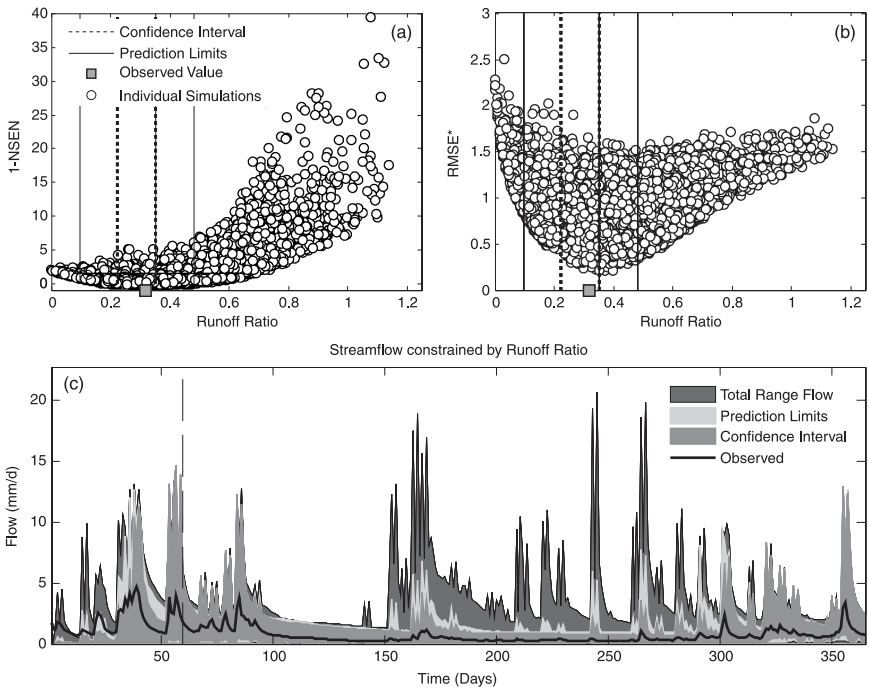 40
35
30
25
20
15
10
5
0
1-NSEN
Confidence Interval
Prediction Limits
Observed Value
Individual Simulations
(a)
0
0.2
0.4
0.6
0.8
1
1.2
Runoff Ratio
3
2.5
2
1.5
1
0.5
0
RMSE*
(b)
0
0.2
0.4
0.6
0.8
1
1.2
Runoff Ratio
Streamflow constrained by Runoff Ratio
(c)
20
15
10
5
0
Flow (mm/d)
Total Range Flow
Prediction Limits
Confidence Interval
Observed
50
100
150
200
250
300
350
Time (Days)